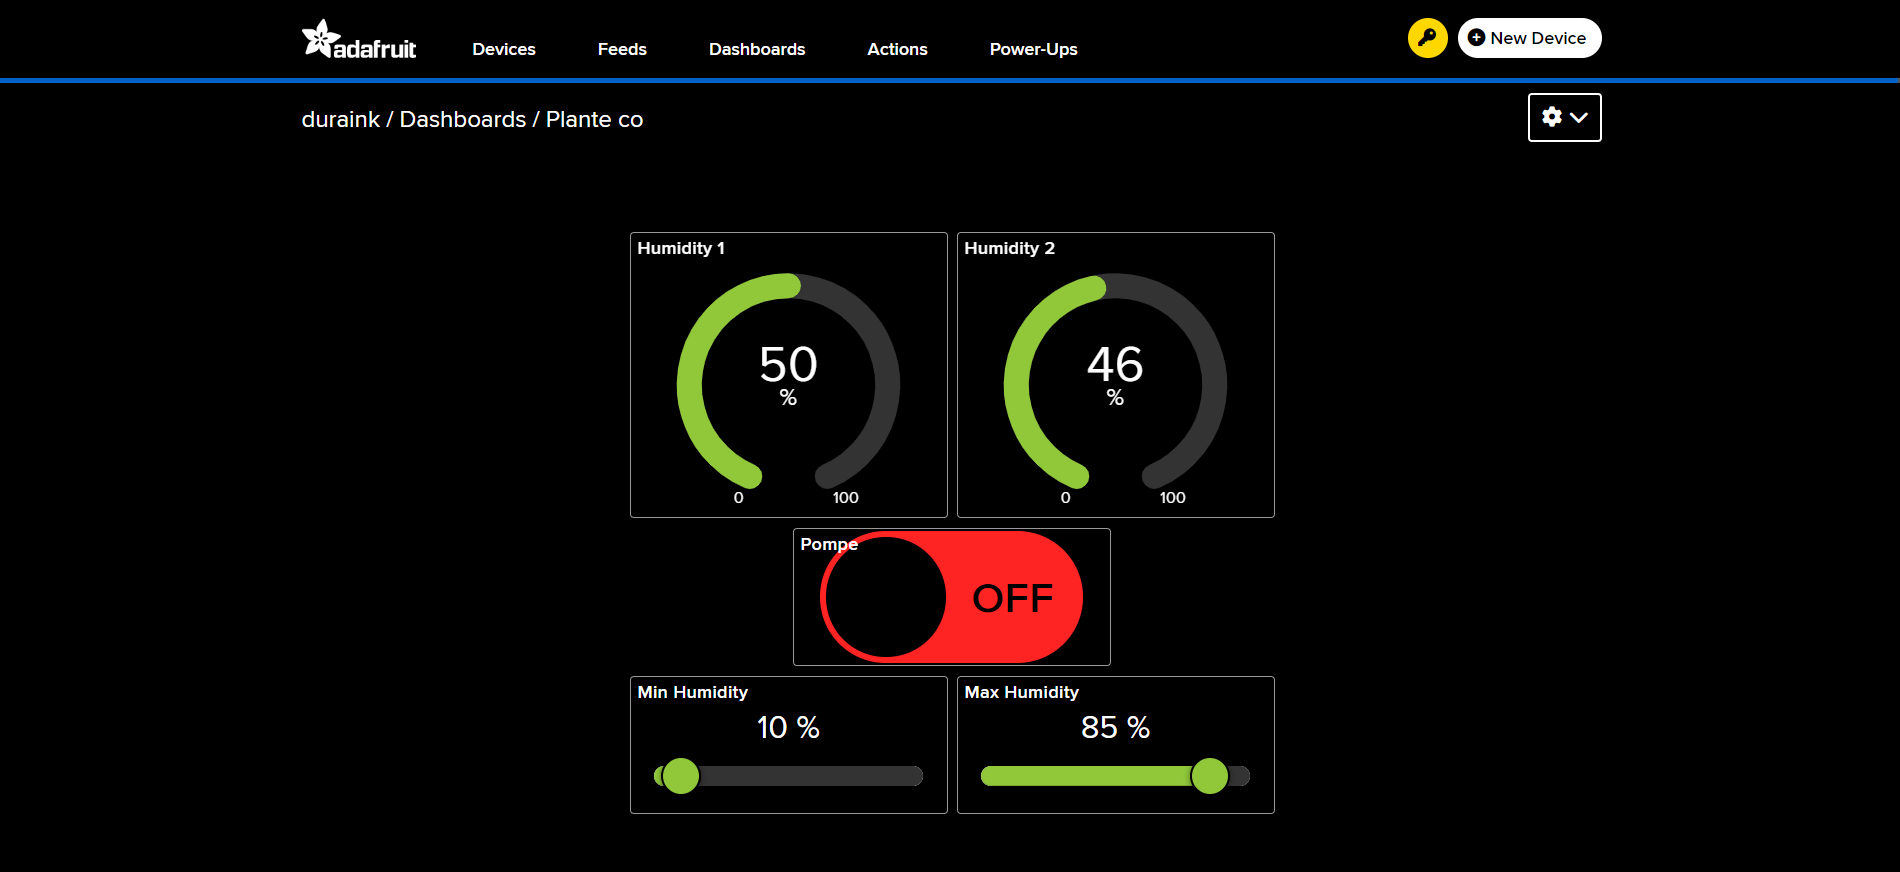 adafruit Devices Feeds Dashboards Actions Power-Ups New Device
duraink / Dashboards / Plante co
Humidity 1
50
%
0 100
Humidity 2
46
%
0 100
Pompe
OFF
Min Humidity
10 %
Max Humidity
85 %